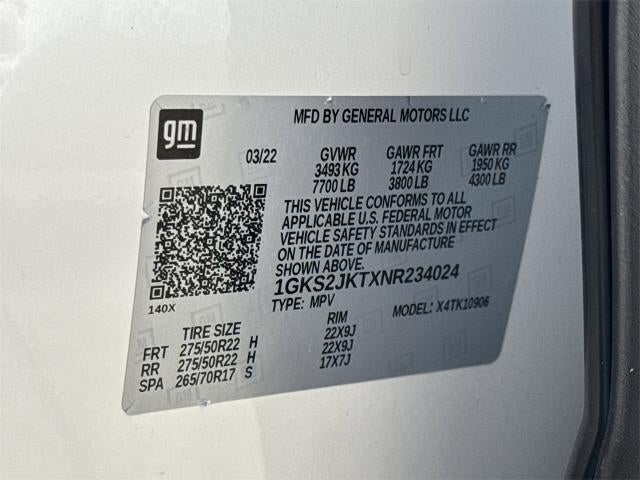 gm
MFD BY GENERAL MOTORS LLC
03/22 GVWR GAWR FRT GAWR RR
3493 KG 1724 KG 1950 KG
7700 LB 3800 LB 4300 LB
THIS VEHICLE CONFORMS TO ALL
APPLICABLE U.S. FEDERAL MOTOR
VEHICLE SAFETY STANDARDS IN EFFECT
ON THE DATE OF MANUFACTURE
SHOWN ABOVE.
1GKS2JKTXNR234024
140X
TYPE: MPV MODEL: X4TK10906
TIRE SIZE RIM
FRT 275/50R22 H 22X9J
RR 275/50R22 H 22X9J
SPA 265/70R17 S 17X7J